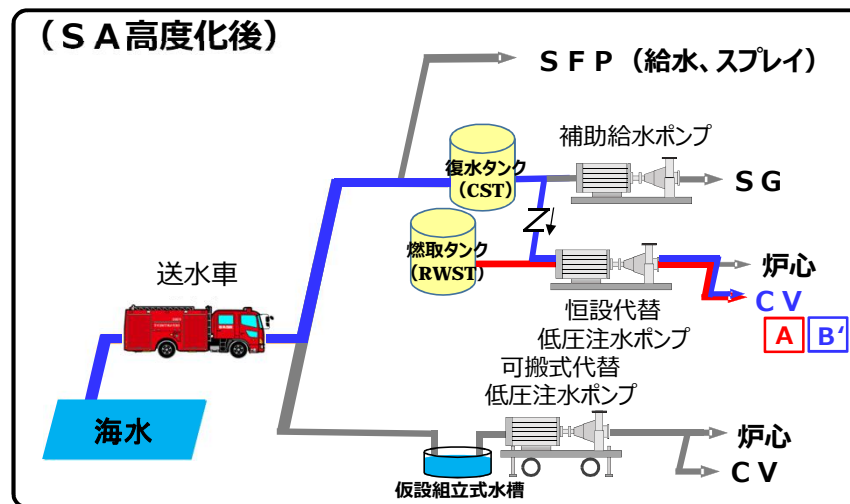 （ＳＡ高度化後）
ＳＦＰ（給水、スプレイ）
補助給水ポンプ
復水タンク
（CST）
ＳＧ
燃取タンク
（RWST）
送水車
炉心
ＣＶ
恒設代替
低圧注水ポンプ
A
B‘
可搬式代替
低圧注水ポンプ
海水
炉心
ＣＶ
仮設組立式水槽